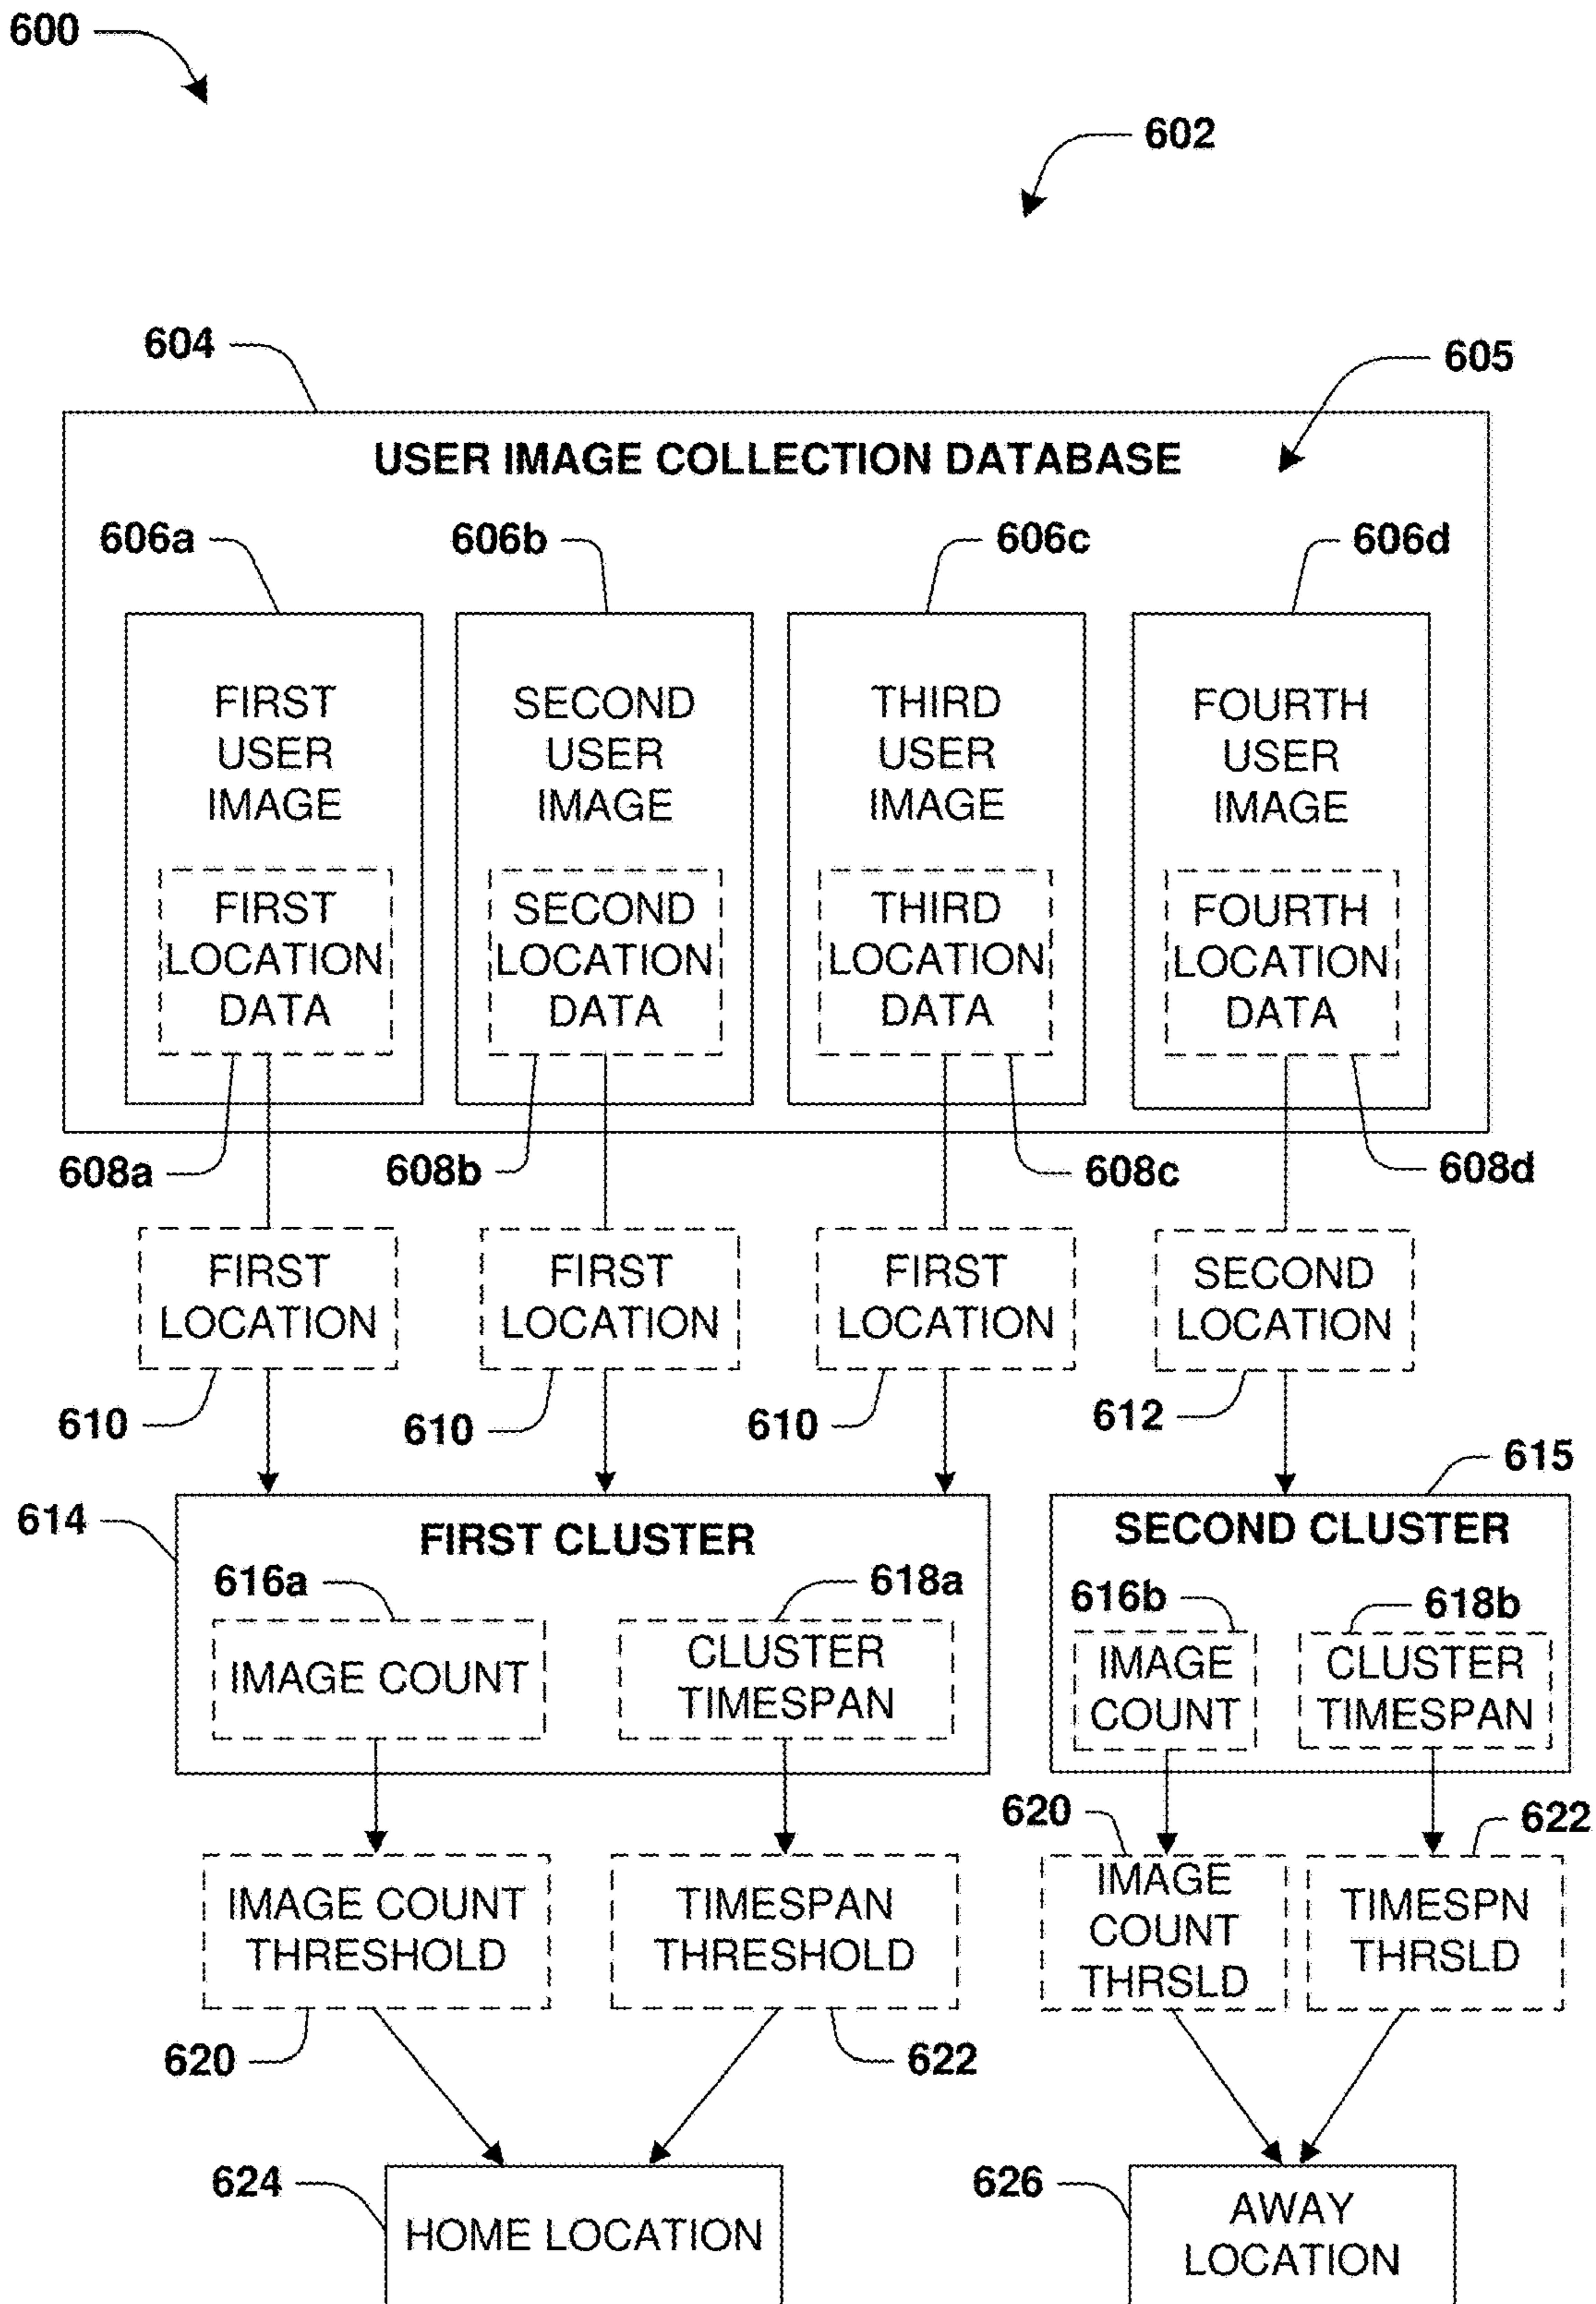 600
602
604
605
USER IMAGE COLLECTION DATABASE
606a
606b
606c
606d
FIRST
USER
IMAGE
SECOND
USER
IMAGE
THIRD
USER
IMAGE
FOURTH
USER
IMAGE
FIRST
LOCATION
DATA
SECOND
LOCATION
DATA
THIRD
LOCATION
DATA
FOURTH
LOCATION
DATA
608a
608b
608c
608d
FIRST
LOCATION
FIRST
LOCATION
FIRST
LOCATION
SECOND
LOCATION
610
610
610
612
614
615
FIRST CLUSTER
616a
618a
IMAGE COUNT
CLUSTER
TIMESPAN
SECOND CLUSTER
616b
618b
IMAGE
COUNT
CLUSTER
TIMESPAN
620
622
IMAGE COUNT
THRESHOLD
TIMESPAN
THRESHOLD
IMAGE
COUNT
THRSLD
TIMESPN
THRSLD
620
622
624
HOME LOCATION
626
AWAY
LOCATION